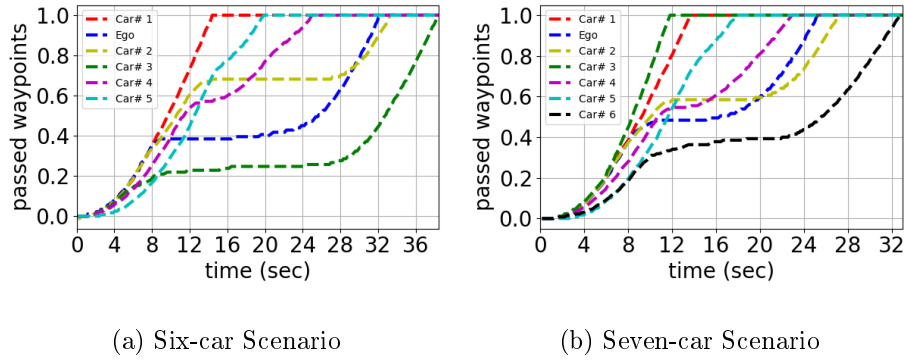 1.0
0.8
0.6
0.4
0.2
0.0
passed waypoints
Car# 1
Ego
Car# 2
Car# 3
Car# 4
Car# 5
0 4 8 12 16 20 24 28 32 36
time (sec)
(a) Six-car Scenario
1.0
0.8
0.6
0.4
0.2
0.0
passed waypoints
Car# 1
Car# 3
Ego
Car# 2
Car# 4
Car# 5
Car# 6
0 4 8 12 16 20 24 28 32
time (sec)
(b) Seven-car Scenario